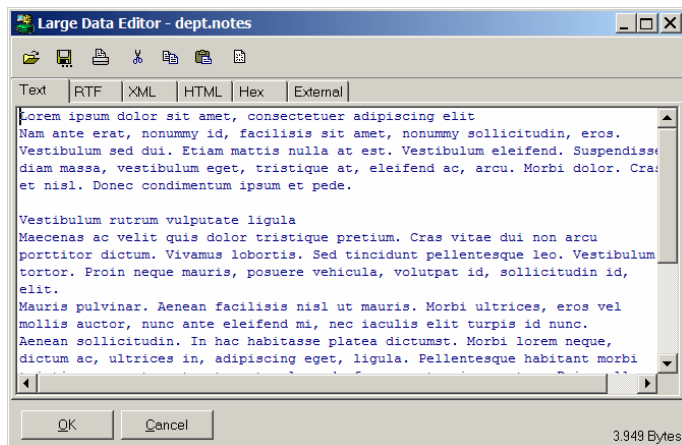 Large Data Editor - dept.notes
Text RTF XML HTML Hex External
Lorem ipsum dolor sit amet, consectetuer adipiscing elit
Nam ante erat, nonummy id, facilisis sit amet, nonummy sollicitudin, eros.
Vestibulum sed dui. Etiam mattis nulla at est. Vestibulum eleifend. Suspendisse
diam massa, vestibulum eget, tristique at, eleifend ac, arcu. Morbi dolor. Cras
et nisl. Donec condimentum ipsum et pede.
Vestibulum rutrum vulputate ligula
Maecenas ac velit quis dolor tristique pretium. Cras vitae dui non arcu
porttitor dictum. Vivamus lobortis. Sed tincidunt pellentesque leo. Vestibulum
tortor. Proin neque mauris, posuere vehicula, volutpat id, sollicitudin id,
elit.
Mauris pulvinar. Aenean facilisis nisl ut mauris. Morbi ultrices, eros vel
mollis auctor, nunc ante eleifend mi, nec iaculis elit turpis id nunc.
Aenean sollicitudin. In hac habitasse platea dictumst. Morbi lorem neque,
dictum ac, ultrices in, adipiscing eget, ligula. Pellentesque habitant morbi
OK Cancel
3.949 Bytes